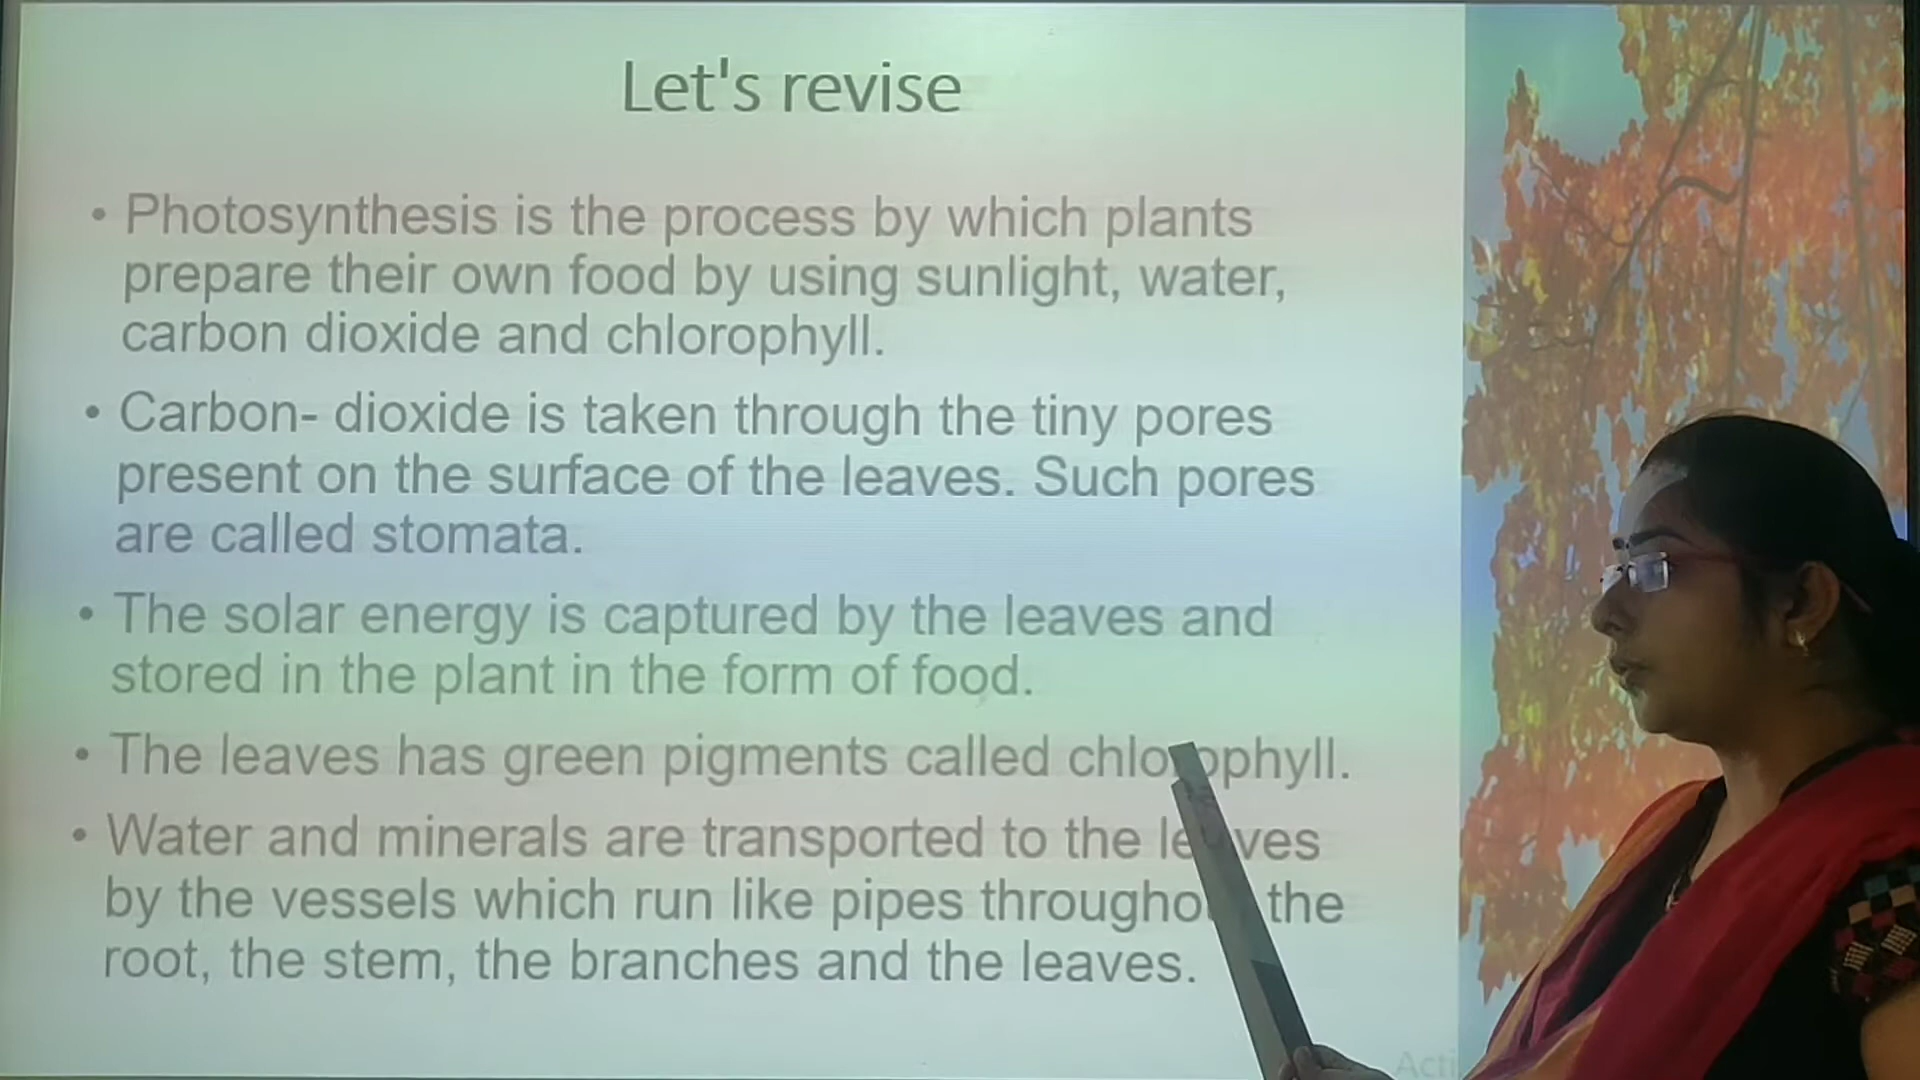 Let's revise
• Photosynthesis is the process by which plants
prepare their own food by using sunlight, water,
carbon dioxide and chlorophyll.
• Carbon- dioxide is taken through the tiny pores
present on the surface of the leaves. Such pores
are called stomata.
• The solar energy is captured by the leaves and
stored in the plant in the form of food.
• The leaves has green pigments called chlorophyll.
• Water and minerals are transported to the leaves
by the vessels which run like pipes throughout the
root, the stem, the branches and the leaves.